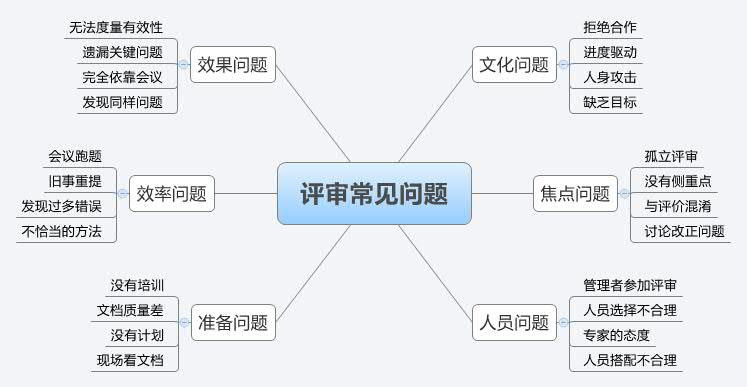 评审常见问题
效果问题
无法度量有效性
遗漏关键问题
完全依靠会议
发现同样问题
效率问题
会议跑题
旧事重提
发现过多错误
不恰当的方法
准备问题
没有培训
文档质量差
没有计划
现场看文档
文化问题
拒绝合作
进度驱动
人身攻击
缺乏目标
焦点问题
孤立评审
没有侧重点
与评价混淆
讨论改正问题
人员问题
管理者参加评审
人员选择不合理
专家的态度
人员搭配不合理